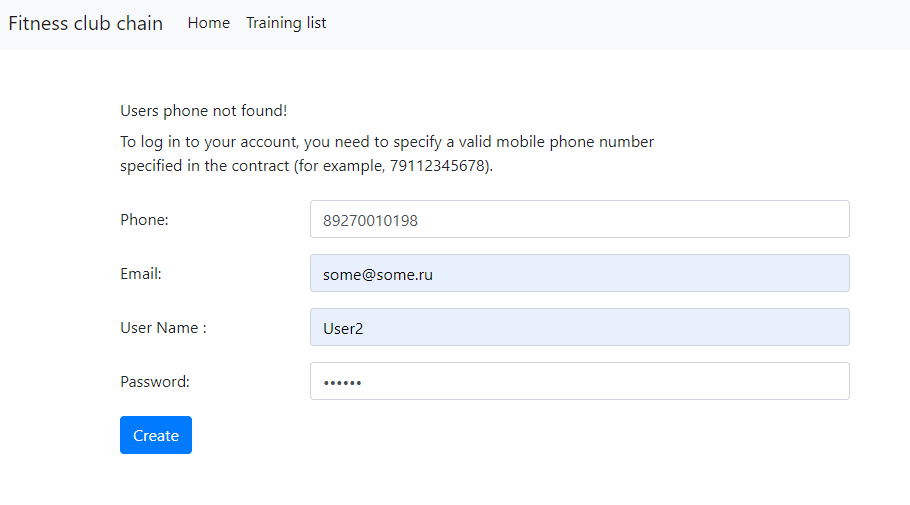 Fitness club chain Home Training list
Users phone not found!
To log in to your account, you need to specify a valid mobile phone number
specified in the contract (for example, 79112345678).
Phone: 89270010198
Email: some@some.ru
User Name : User2
Password: ••••••
Create